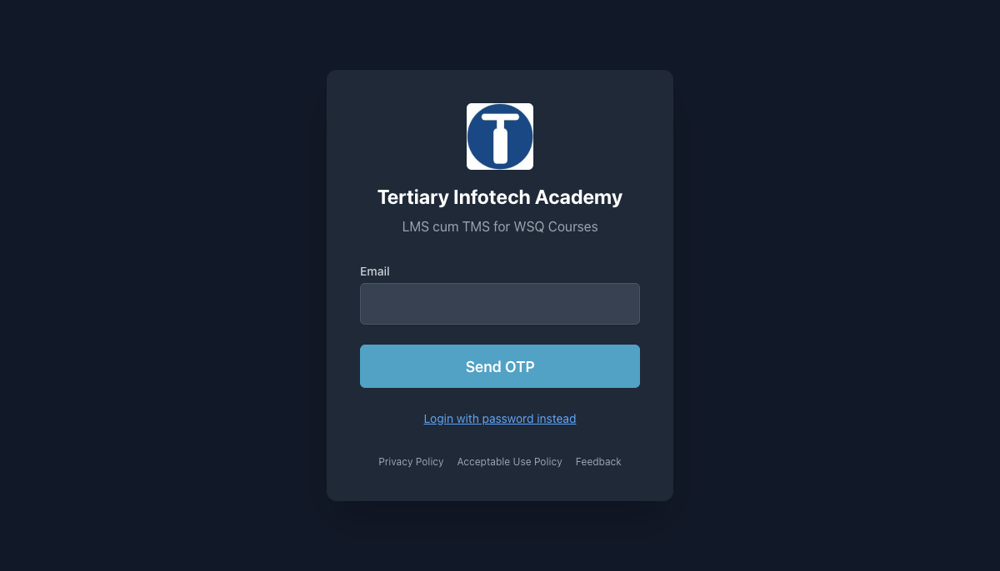 Tertiary Infotech Academy
LMS cum TMS for WSQ Courses
Email
Send OTP
Login with password instead
Privacy Policy Acceptable Use Policy Feedback